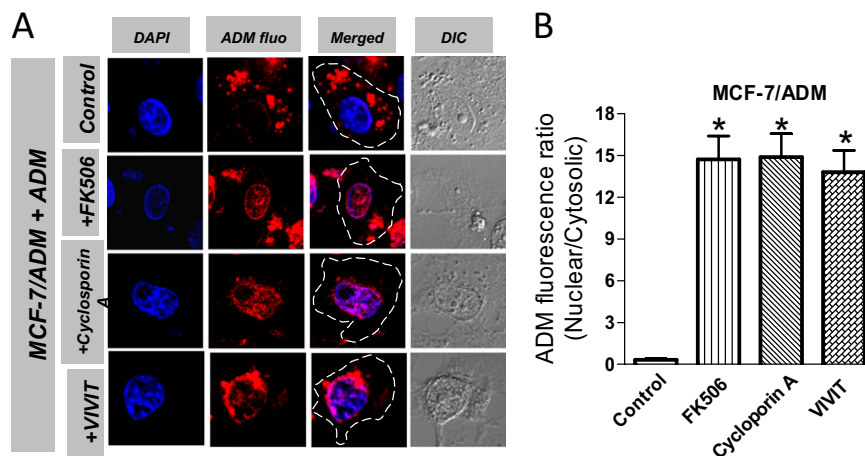 A
DAPI
ADM fluo
Merged
DIC
MCF-7/ADM + ADM
Control
+FK506
+Cyclosporin
A
+VIVIT
B
MCF-7/ADM
ADM fluorescence ratio
(Nuclear/Cytosolic)
18
15
12
9
6
3
0
*
*
*
Control
FK506
Cycloporin A
VIVIT